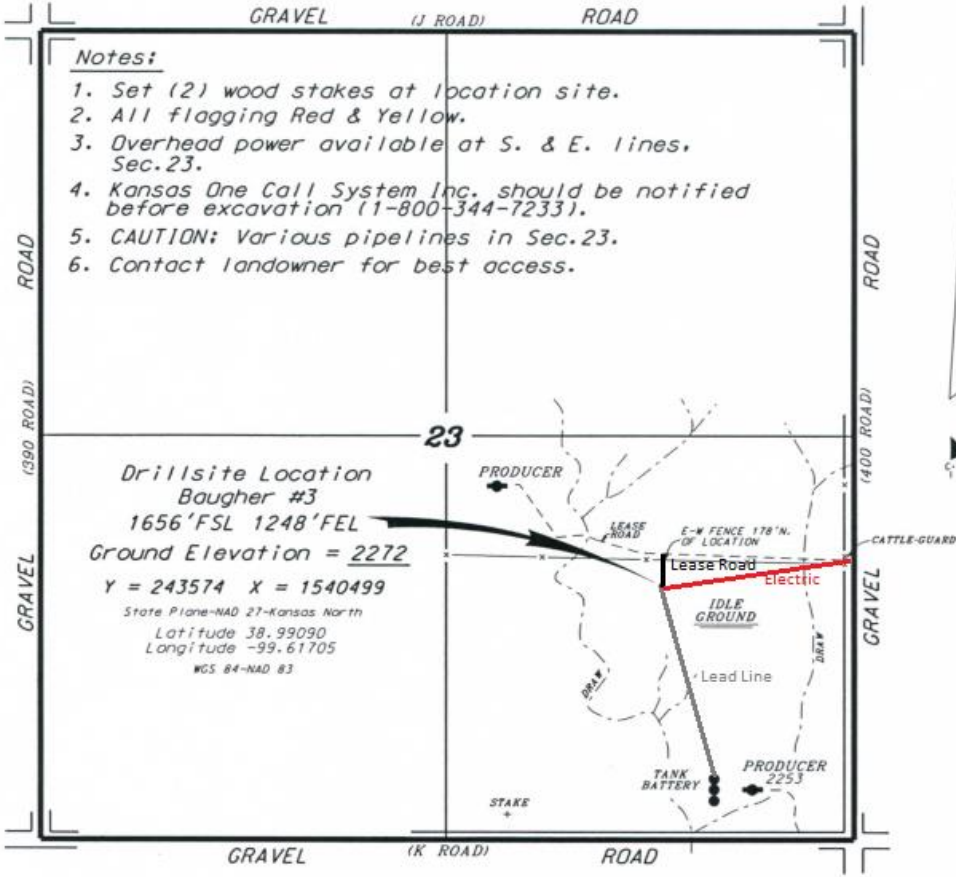 GRAVEL (J ROAD) ROAD
Notes:
1. Set (2) wood stakes at location site.
2. All flagging Red & Yellow.
3. Overhead power available at S. & E. lines,
Sec.23.
4. Kansas One Call System Inc. should be notified
before excavation (1-800-344-7233).
5. CAUTION: Various pipelines in Sec.23.
6. Contact landowner for best access.
ROAD
ROAD
(390 ROAD)
(400 ROAD)
23
Drillsite Location
Baugher #3
1656'FSL 1248'FEL
Ground Elevation = 2272
Y = 243574 X = 1540499
State Plane-NAD 27-Kansas North
Latitude 38.99090
Longitude -99.61705
WGS 84-NAD 83
PRODUCER
LEASE
ROAD
E-W FENCE 178'N.
OF LOCATION
CATTLE-GUARD
Lease Road
Electric
IDLE
GROUND
GRAVEL
GRAVEL
DRAW
DRAW
Lead Line
TANK
BATTERY
PRODUCER
2253
STAKE
GRAVEL (K ROAD) ROAD